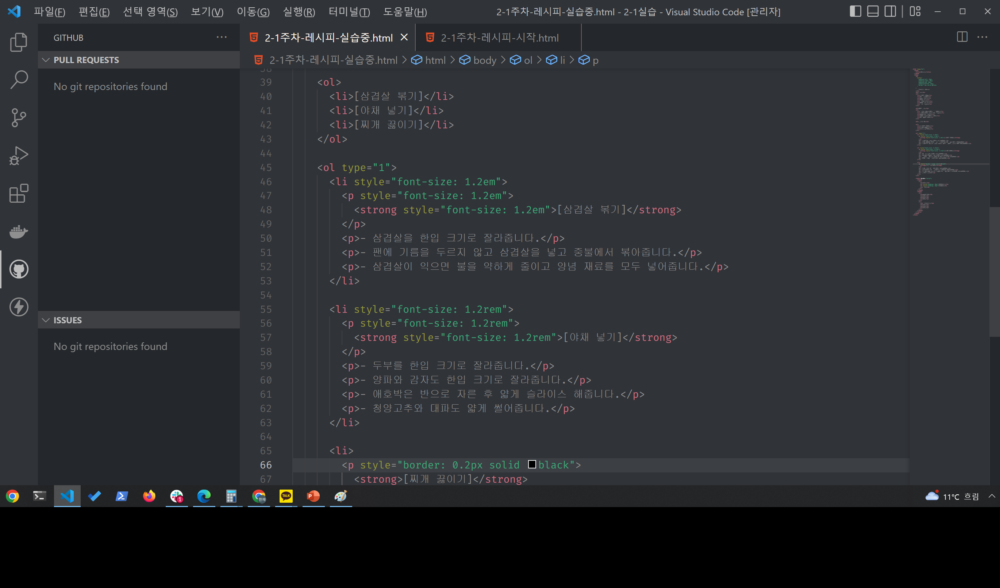 파일(F) 편집(E) 선택 영역(S) 보기(V) 이동(G) 실행(R) 터미널(T) 도움말(H) 2-1주차-레시피-실습중.html - 2-1실습 - Visual Studio Code [관리자]
GITHUB
2-1주차-레시피-실습중.html
2-1주차-레시피-시작.html
PULL REQUESTS
No git repositories found
ISSUES
No git repositories found
2-1주차-레시피-실습중.html > html > body > ol > li > p
38
39 <ol>
40 <li>[삼겹살 볶기]</li>
41 <li>[야채 넣기]</li>
42 <li>[찌개 끓이기]</li>
43 </ol>
44
45 <ol type="1">
46 <li style="font-size: 1.2em">
47 <p style="font-size: 1.2em">
48 <strong style="font-size: 1.2em">[삼겹살 볶기]</strong>
49 </p>
50 <p>- 삼겹살을 한입 크기로 잘라줍니다.</p>
51 <p>- 팬에 기름을 두르지 않고 삼겹살을 넣고 중불에서 볶아줍니다.</p>
52 <p>- 삼겹살이 익으면 불을 약하게 줄이고 양념 재료를 모두 넣어줍니다.</p>
53 </li>
54
55 <li style="font-size: 1.2rem">
56 <p style="font-size: 1.2rem">
57 <strong style="font-size: 1.2rem">[야채 넣기]</strong>
58 </p>
59 <p>- 두부를 한입 크기로 잘라줍니다.</p>
60 <p>- 양파와 감자도 한입 크기로 잘라줍니다.</p>
61 <p>- 애호박은 반으로 자른 후 얇게 슬라이스 해줍니다.</p>
62 <p>- 청양고추와 대파도 얇게 썰어줍니다.</p>
63 </li>
64
65 <li>
66 <p style="border: 0.2px solid black">
67 <strong>[찌개 끓이기]</strong>
1
TALK
P
11°C 흐림